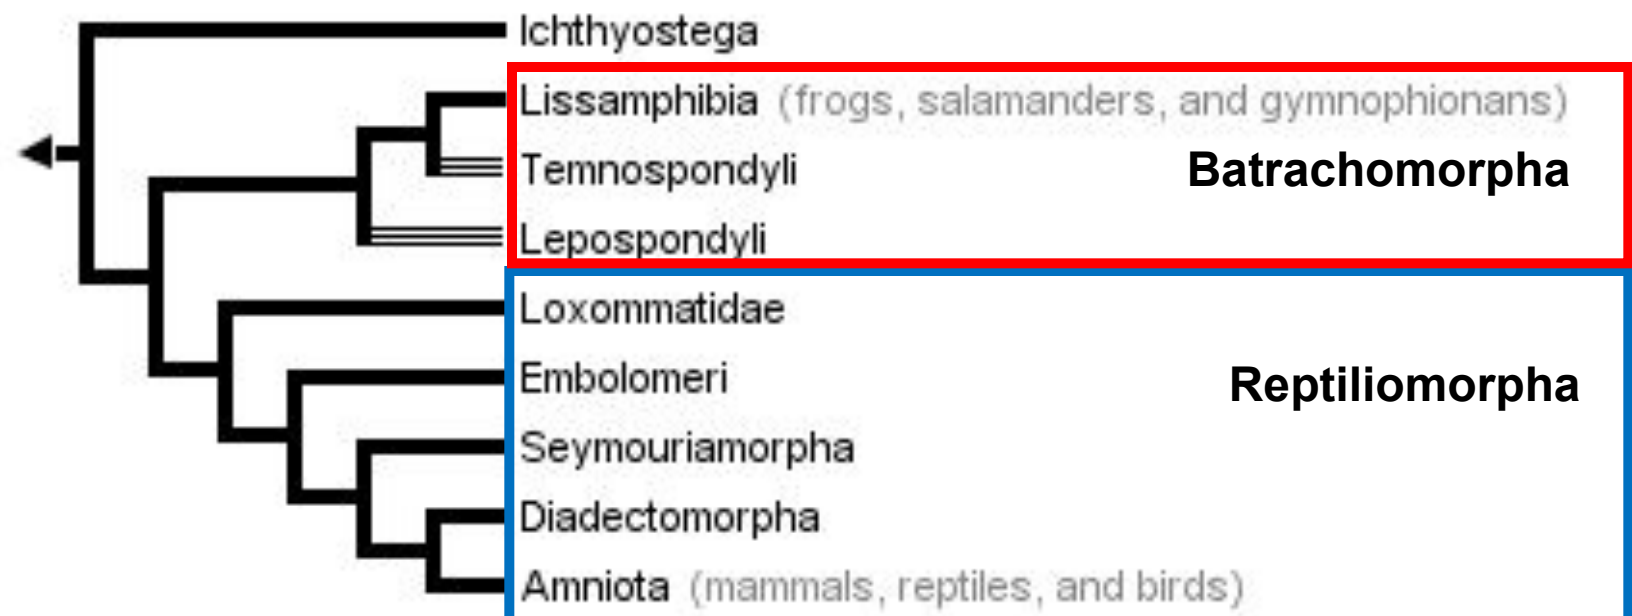 Ichthyostega
Lissamphibia (frogs, salamanders, and gymnophionans)
Temnospondyli
Batrachomorpha
Lepospondyli
Loxommatidae
Embolomeri
Reptiliomorpha
Seymouriamorpha
Diadectomorpha
Amniota (mammals, reptiles, and birds)